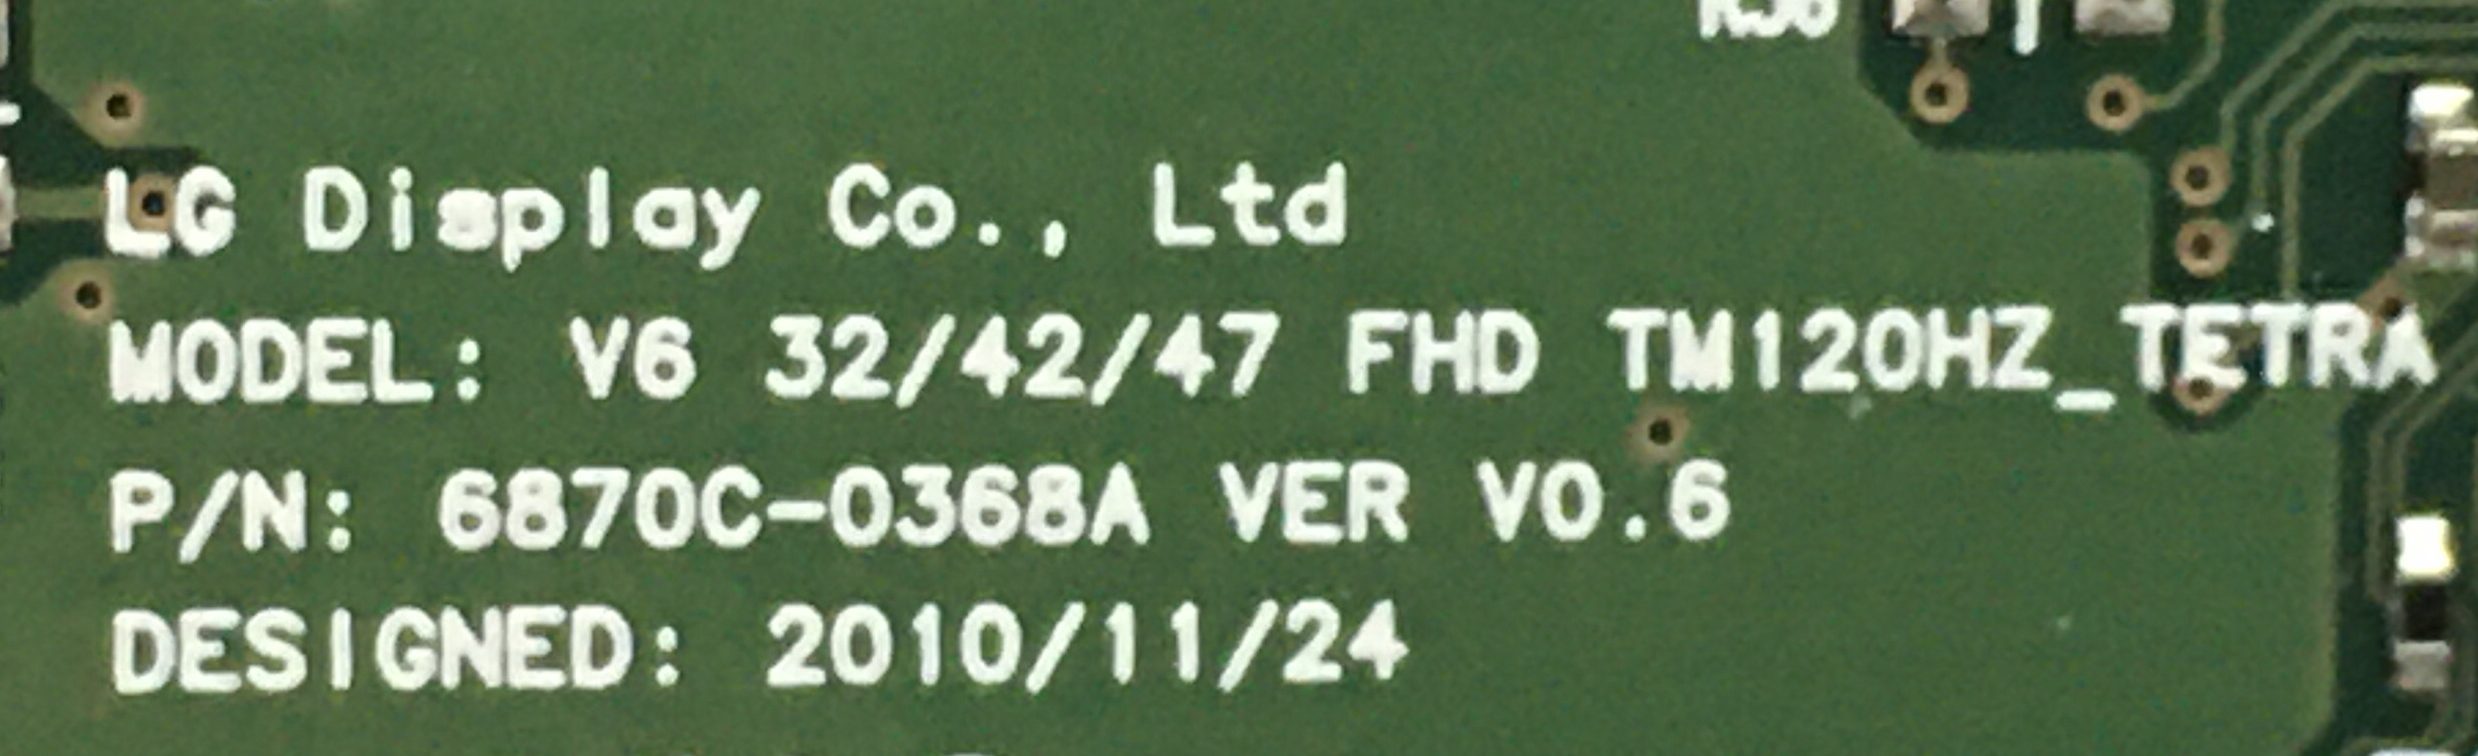 LG Display Co., Ltd
MODEL: V6 32/42/47 FHD TM120HZ_TETRA
P/N: 6870C-0368A VER V0.6
DESIGNED: 2010/11/24